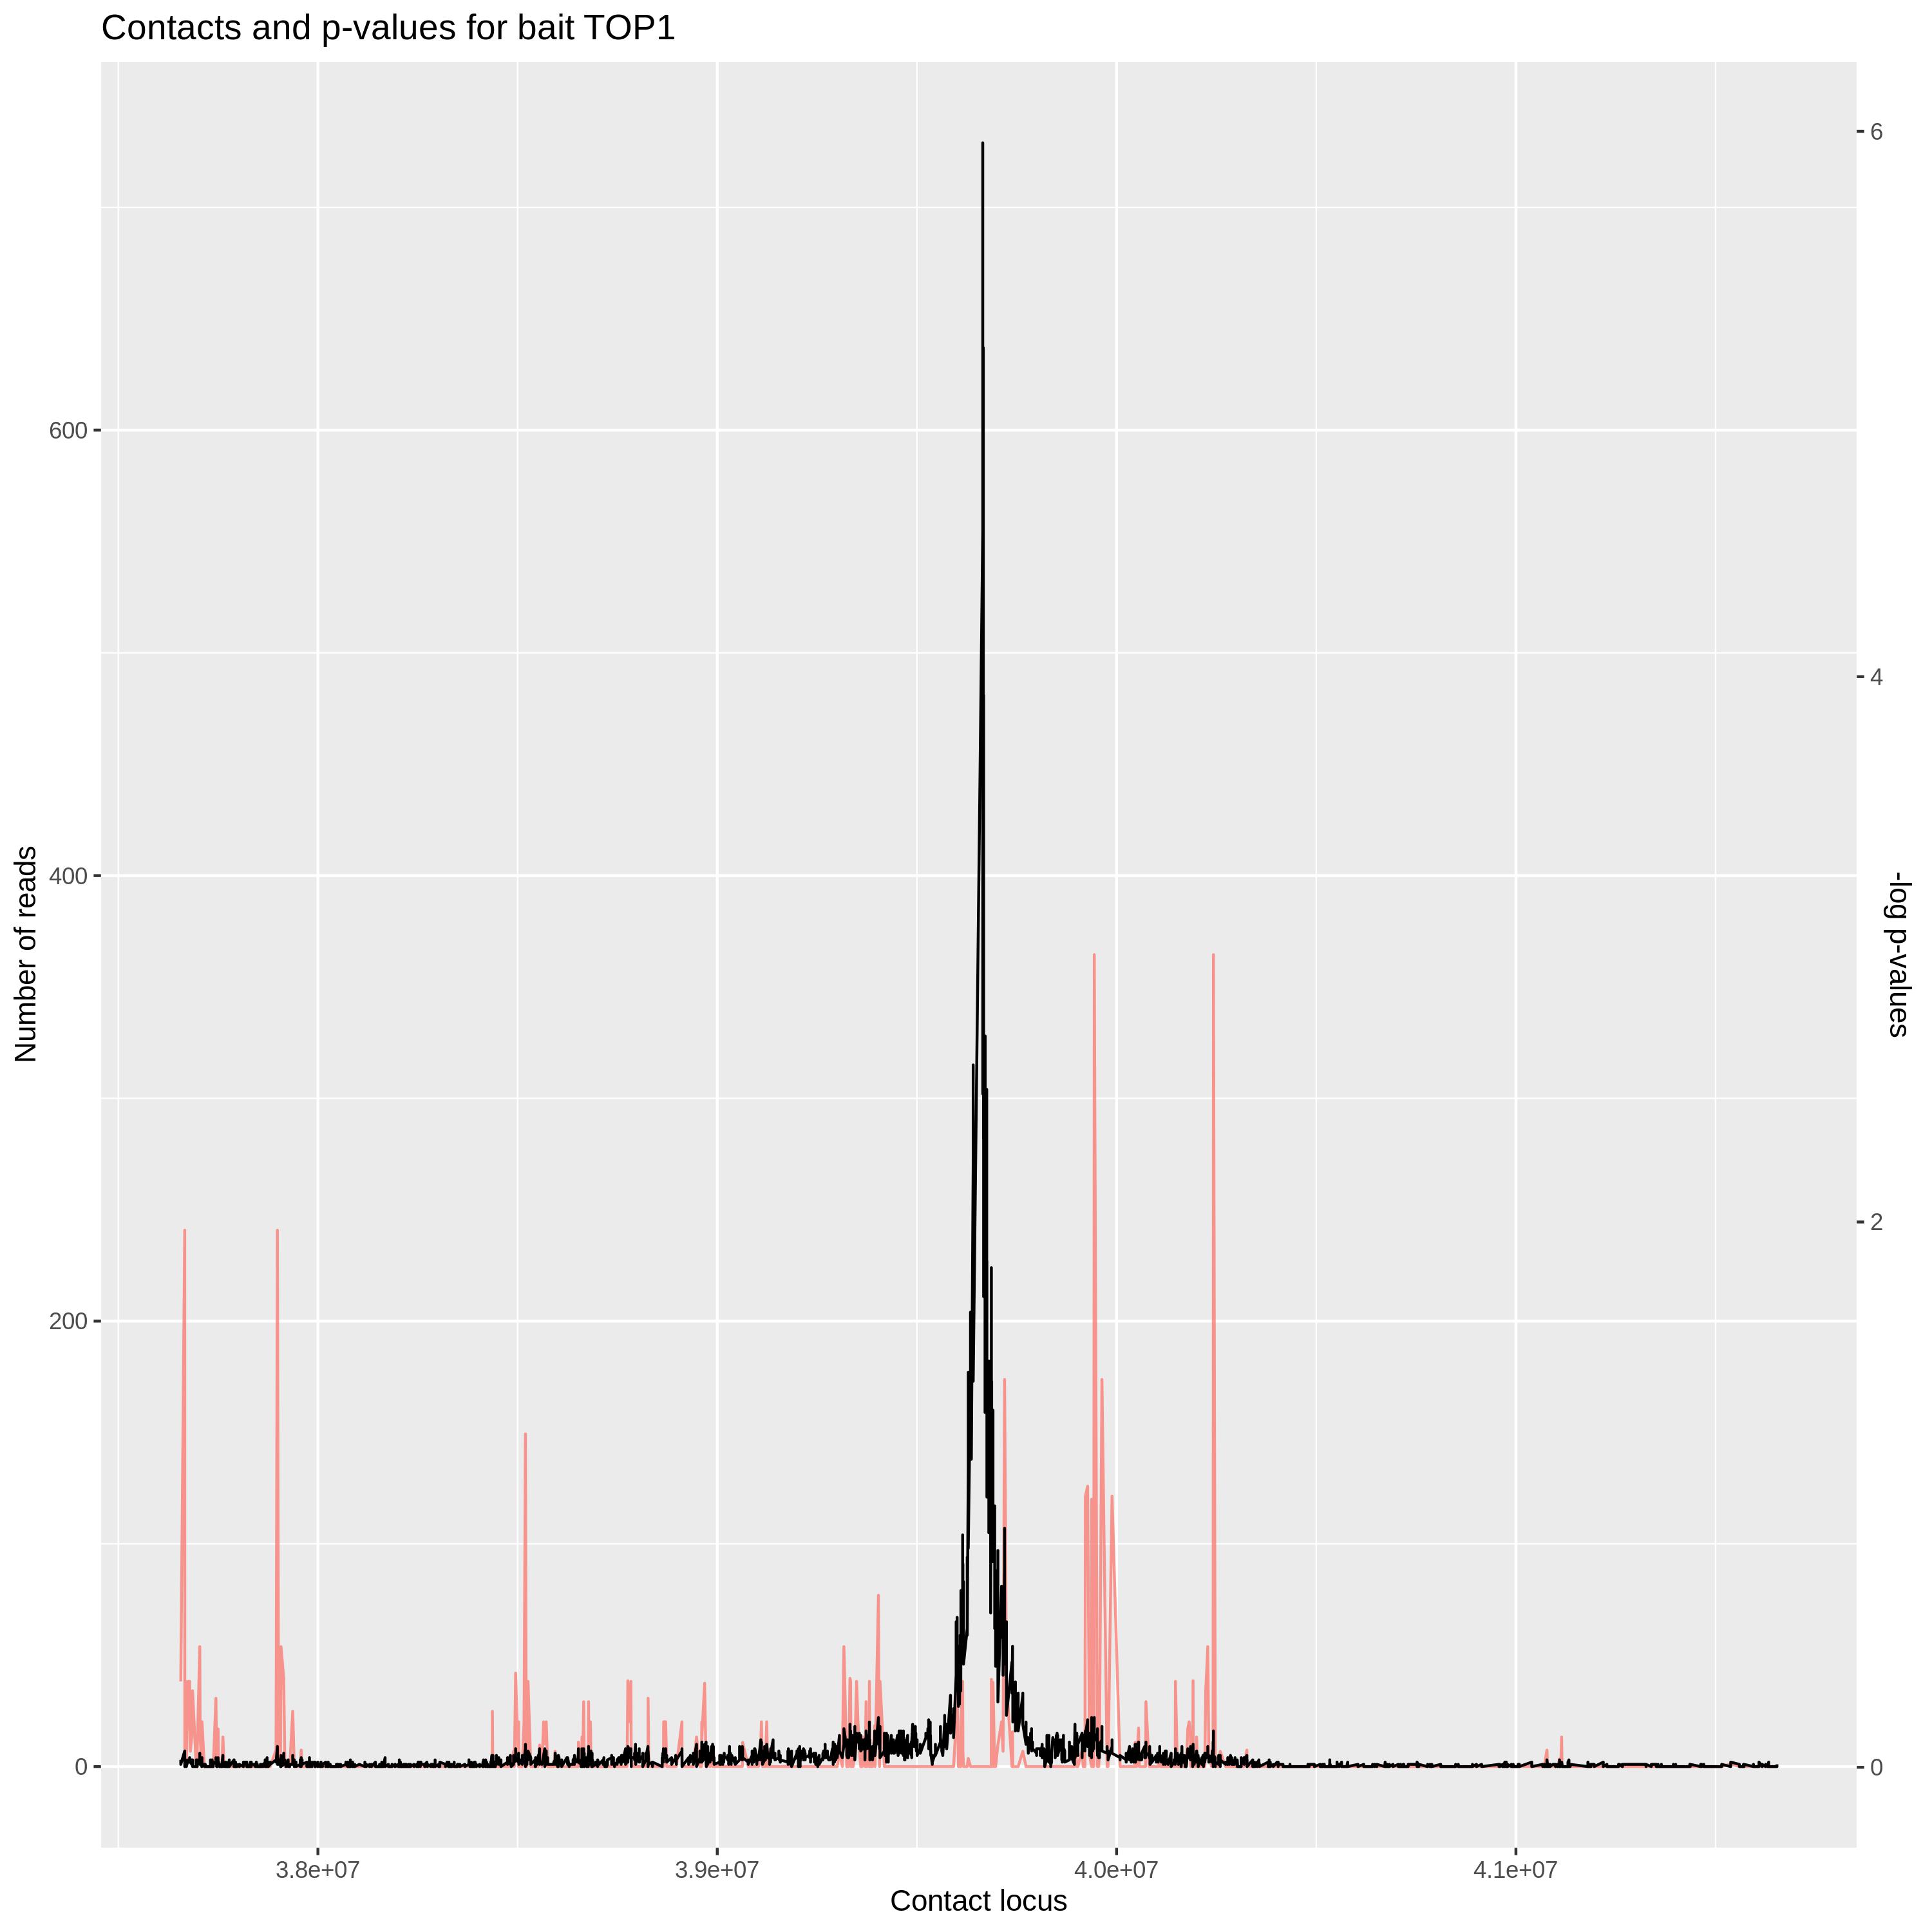 Contacts and p-values for bait TOP1
Number of reads
600
400
200
0
6
4
2
0
-log p-values
3.8e+07 3.9e+07 4.0e+07 4.1e+07
Contact locus